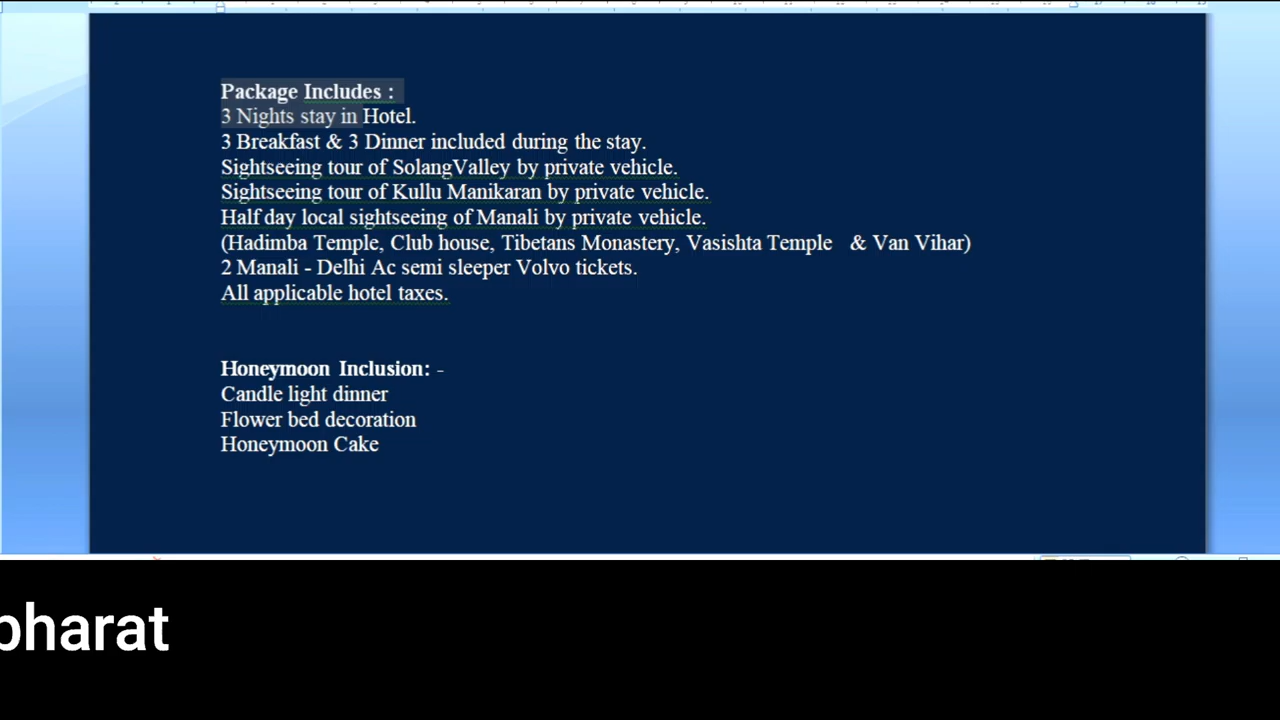 Package Includes :
3 Nights stay in Hotel.
3 Breakfast & 3 Dinner included during the stay.
Sightseeing tour of SolangValley by private vehicle.
Sightseeing tour of Kullu Manikaran by private vehicle.
Half day local sightseeing of Manali by private vehicle.
(Hadimba Temple, Club house, Tibetans Monastery, Vasishta Temple & Van Vihar)
2 Manali - Delhi Ac semi sleeper Volvo tickets.
All applicable hotel taxes.
Honeymoon Inclusion: -
Candle light dinner
Flower bed decoration
Honeymoon Cake
bharat